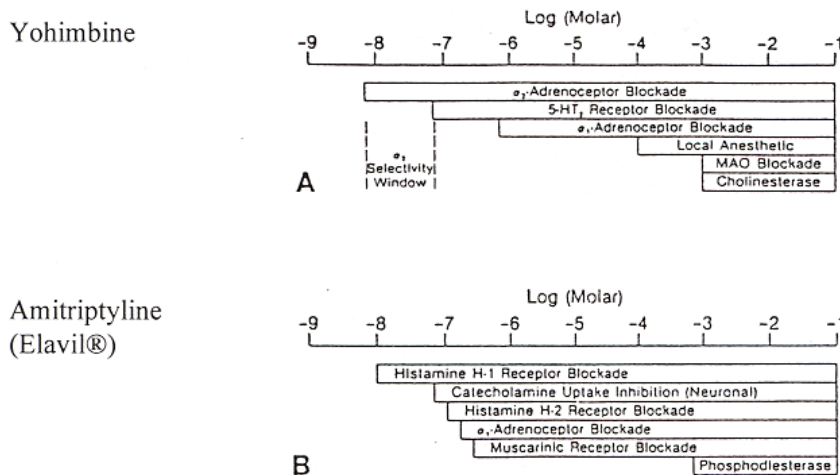 Yohimbine
Log (Molar)
-9 -8 -7 -6 -5 -4 -3 -2 -1
α₂-Adrenoceptor Blockade
5-HT₂ Receptor Blockade
α₁-Adrenoceptor Blockade
Local Anesthetic
MAO Blockade
Cholinesterase
α₂
Selectivity
Window
A
Amitriptyline
(Elavil®)
Log (Molar)
-9 -8 -7 -6 -5 -4 -3 -2 -1
Histamine H-1 Receptor Blockade
Catecholamine Uptake Inhibition (Neuronal)
Histamine H-2 Receptor Blockade
α₁-Adrenoceptor Blockade
Muscarinic Receptor Blockade
Phosphodiesterase
B